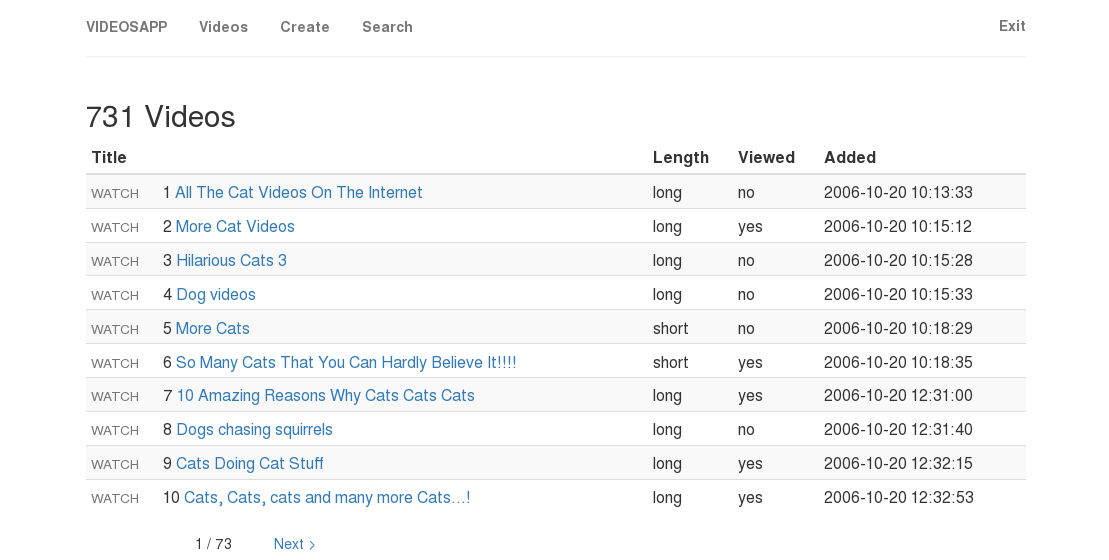 VIDEOSAPP Videos Create Search Exit
731 Videos
Title Length Viewed Added
WATCH 1 All The Cat Videos On The Internet long no 2006-10-20 10:13:33
WATCH 2 More Cat Videos long yes 2006-10-20 10:15:12
WATCH 3 Hilarious Cats 3 long no 2006-10-20 10:15:28
WATCH 4 Dog videos long no 2006-10-20 10:15:33
WATCH 5 More Cats short no 2006-10-20 10:18:29
WATCH 6 So Many Cats That You Can Hardly Believe It!!!! short yes 2006-10-20 10:18:35
WATCH 7 10 Amazing Reasons Why Cats Cats Cats long yes 2006-10-20 12:31:00
WATCH 8 Dogs chasing squirrels long no 2006-10-20 12:31:40
WATCH 9 Cats Doing Cat Stuff long yes 2006-10-20 12:32:15
WATCH 10 Cats, Cats, cats and many more Cats...! long yes 2006-10-20 12:32:53
1 / 73 Next >